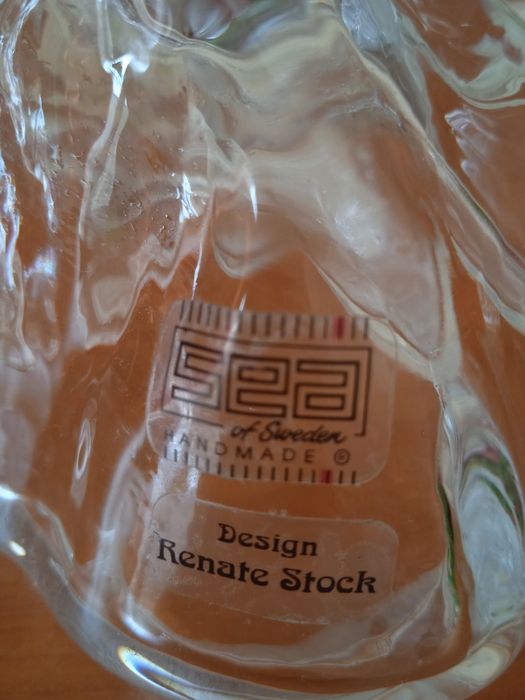 sea
of Sweden
HANDMADE ©
Design
Renate Stock